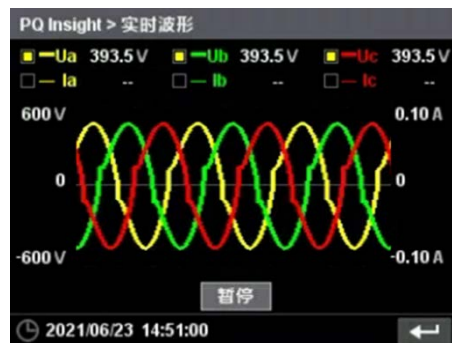 PQ Insight > 实时波形
Ua 393.5 V Ub 393.5 V Uc 393.5 V
Ia -- Ib -- Ic --
600 V 0.10 A
0 0
-600 V -0.10 A
暂停
2021/06/23 14:51:00